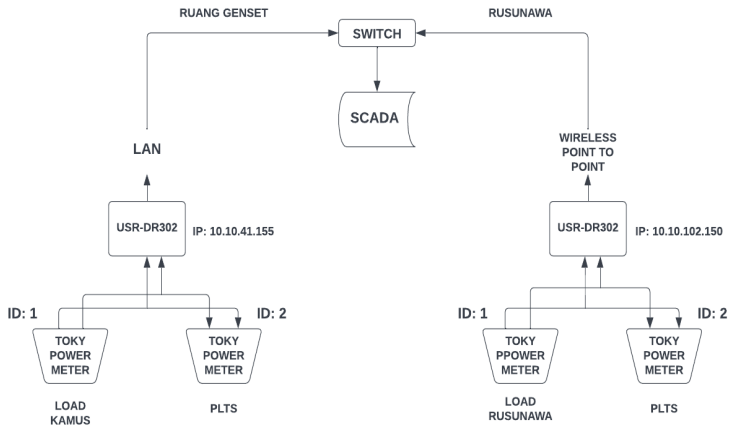 RUANG GENSET
RUSUNAWA
SWITCH
SCADA
LAN
WIRELESS
POINT TO
POINT
USR-DR302
IP: 10.10.41.155
USR-DR302
IP: 10.10.102.150
ID: 1
ID: 2
ID: 1
ID: 2
TOKY
POWER
METER
TOKY
POWER
METER
TOKY
PPOWER
METER
TOKY
POWER
METER
LOAD
KAMUS
PLTS
LOAD
RUSUNAWA
PLTS